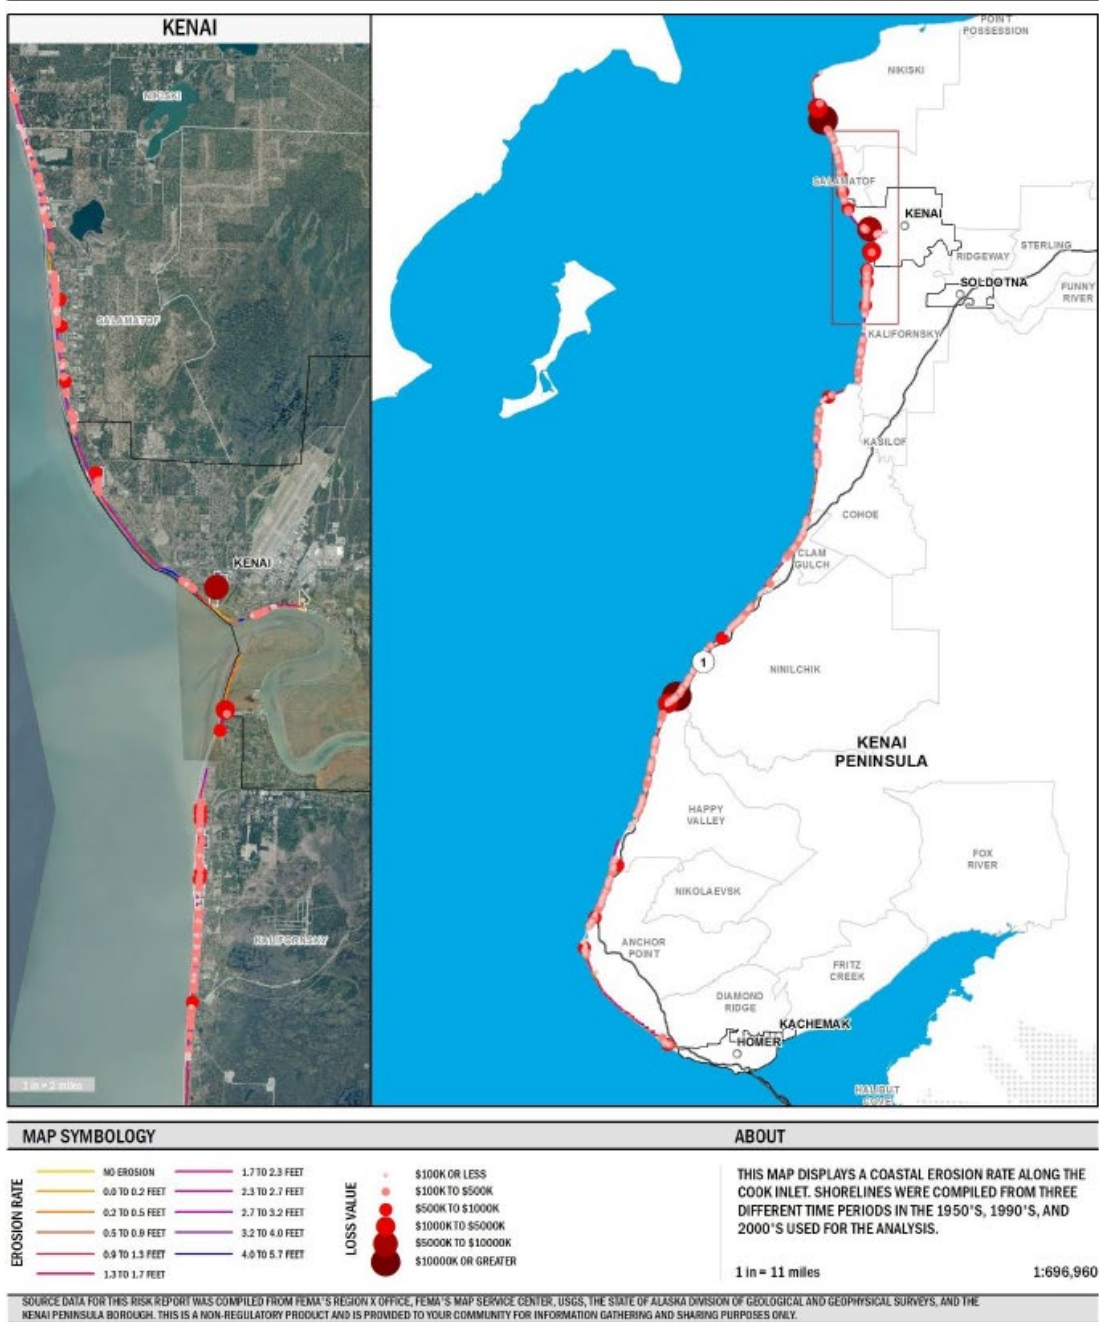 KENAI
NIKISKI
SALAMATOF
KENAI
KALIFORNSKY
1 in = 2 miles
POINT
POSSESSION
NIKISKI
SALAMATOF
KENAI
RIDGEWAY
STERLING
SOLDOTNA
FUNNY
RIVER
KALIFORNSKY
KASILOF
COHOE
CLAM
GULCH
1
NINILCHIK
KENAI
PENINSULA
HAPPY
VALLEY
FOX
RIVER
NIKOLAEVSK
ANCHOR
POINT
FRITZ
CREEK
DIAMOND
RIDGE
KACHEMAK
HOMER
HALIBUT
COVE
MAP SYMBOLOGY
EROSION RATE
NO EROSION
0.0 TO 0.2 FEET
0.2 TO 0.5 FEET
0.5 TO 0.9 FEET
0.9 TO 1.3 FEET
1.3 TO 1.7 FEET
1.7 TO 2.3 FEET
2.3 TO 2.7 FEET
2.7 TO 3.2 FEET
3.2 TO 4.0 FEET
4.0 TO 5.7 FEET
LOSS VALUE
$100K OR LESS
$100K TO $500K
$500K TO $1000K
$1000K TO $5000K
$5000K TO $10000K
$10000K OR GREATER
ABOUT
THIS MAP DISPLAYS A COASTAL EROSION RATE ALONG THE
COOK INLET. SHORELINES WERE COMPILED FROM THREE
DIFFERENT TIME PERIODS IN THE 1950'S, 1990'S, AND
2000'S USED FOR THE ANALYSIS.
1 in = 11 miles
1:696,960
SOURCE DATA FOR THIS RISK REPORT WAS COMPILED FROM FEMA'S REGION X OFFICE, FEMA'S MAP SERVICE CENTER, USGS, THE STATE OF ALASKA DIVISION OF GEOLOGICAL AND GEOPHYSICAL SURVEYS, AND THE
KENAI PENINSULA BOROUGH. THIS IS A NON-REGULATORY PRODUCT AND IS PROVIDED TO YOUR COMMUNITY FOR INFORMATION GATHERING AND SHARING PURPOSES ONLY.